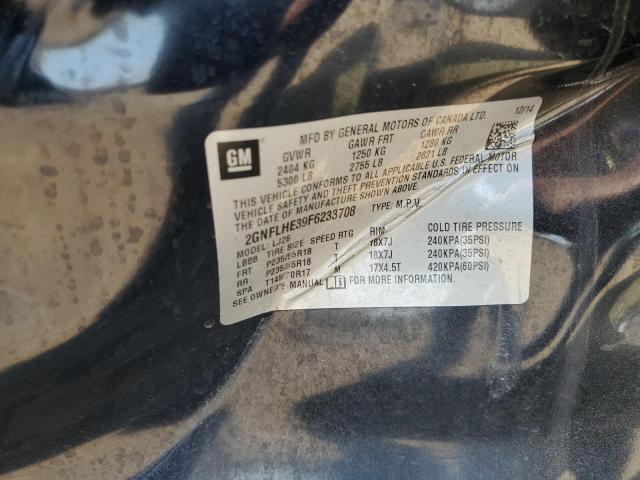 GM
MFD BY GENERAL MOTORS OF CANADA LTD. 12/14
GVWR GAWR FRT GAWR RR
2404 KG 1250 KG 1280 KG
5300 LB 2755 LB 2821 LB
THIS VEHICLE CONFORMS TO ALL APPLICABLE U.S. FEDERAL MOTOR
VEHICLE SAFETY AND THEFT PREVENTION STANDARDS IN EFFECT ON
THE DATE OF MANUFACTURE SHOWN ABOVE.
2GNFLHE39F6233708 TYPE: M.P.V.
MODEL: LJ26
LBBB TIRE SIZE SPEED RTG RIM COLD TIRE PRESSURE
FRT P235/55R18 T 18X7J 240KPA(35PSI)
RR P235/55R18 T 18X7J 240KPA(35PSI)
SPA T145/70R17 M 17X4.5T 420KPA(60PSI)
SEE OWNER'S MANUAL FOR MORE INFORMATION.